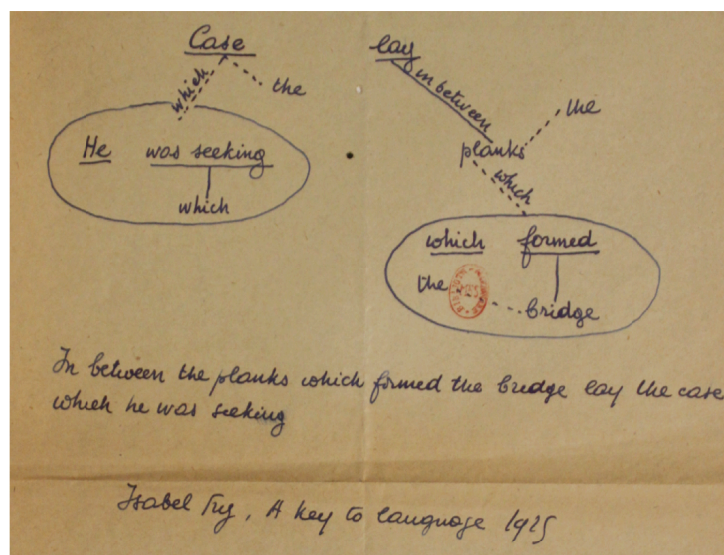 Case
which
the
He was seeking
which
lay
in between
the
planks
which
which formed
the
bridge
In between the planks which formed the bridge lay the case
which he was seeking
Isabel Fry, A Key to language 1925